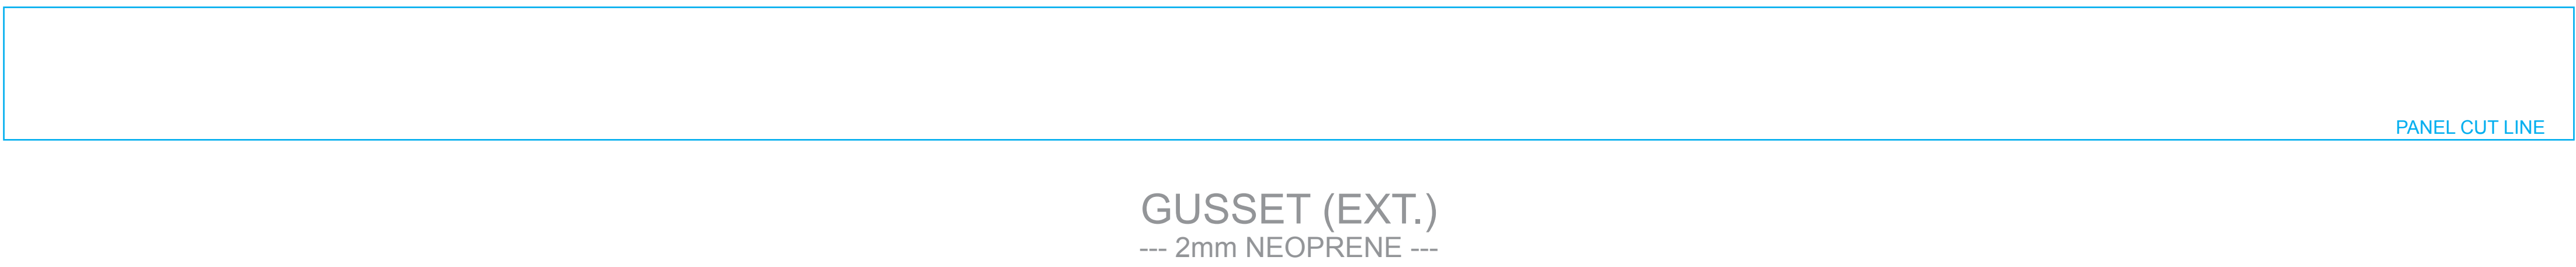 PANEL CUT LINE
GUSSET (EXT.)
--- 2mm NEOPRENE ---